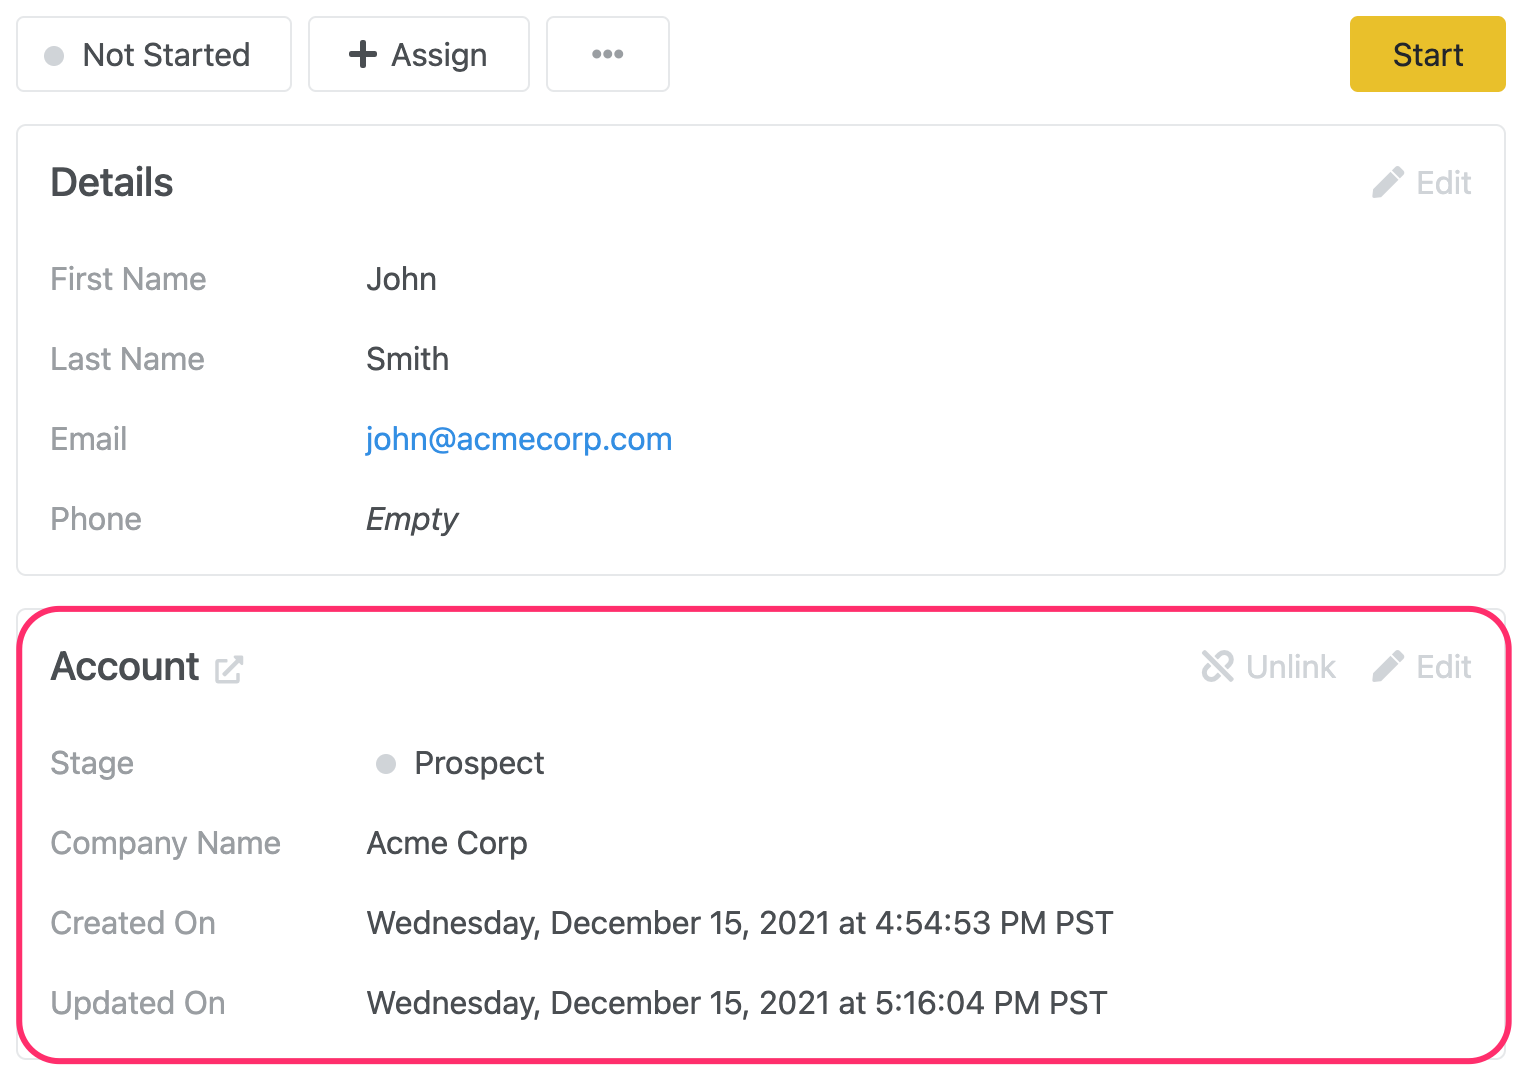 Not Started Assign ••• Start
Details Edit
First Name John
Last Name Smith
Email john@acmecorp.com
Phone Empty
Account Unlink Edit
Stage Prospect
Company Name Acme Corp
Created On Wednesday, December 15, 2021 at 4:54:53 PM PST
Updated On Wednesday, December 15, 2021 at 5:16:04 PM PST